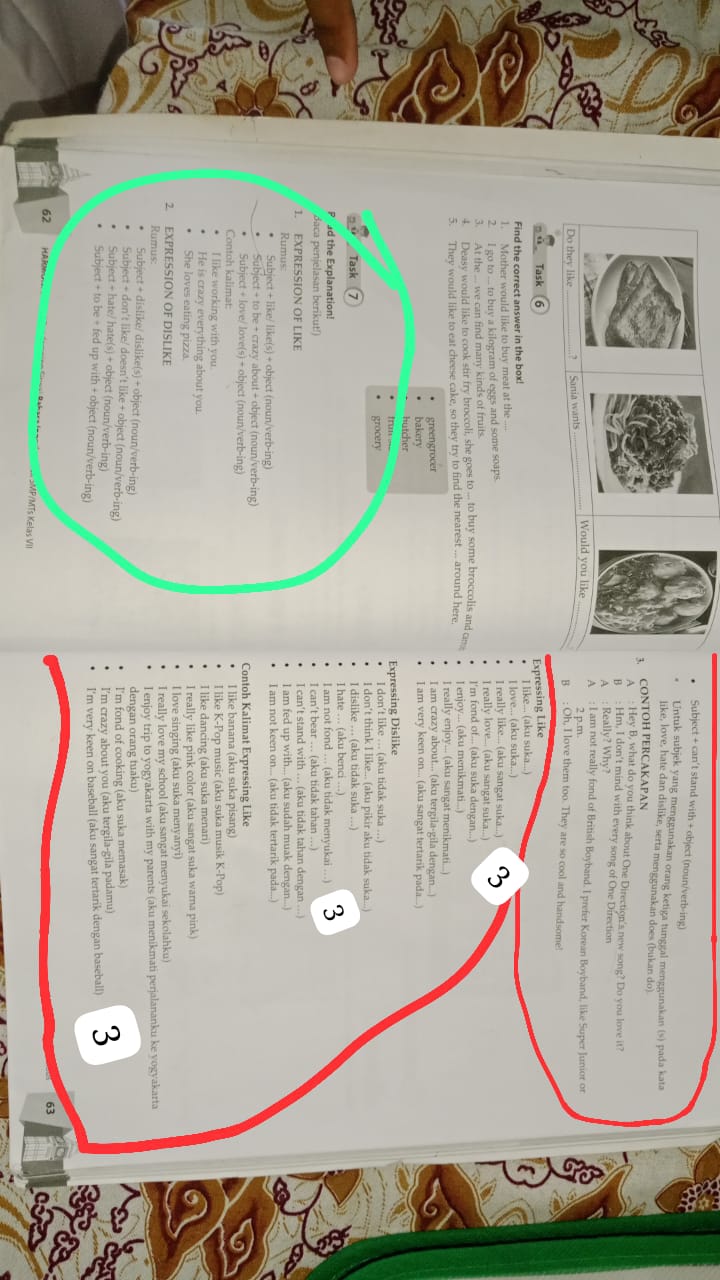 Do they like ..................?
Sania wants ..................
Would you like ..........
Task 6
Find the correct answer in the box!
1. Mother would like to buy meat at the ....
2. I go to ... to buy a kilogram of eggs and some soaps.
3. At the ... we can find many kinds of fruits.
4. Deasy would like to cook stir fry broccoli, she goes to ... to buy some broccolis and
5. They would like to eat cheese cake, so they try to find the nearest ... around here.
• greengrocer
• bakery
• butcher
•
• grocery
Task 7
the Explanation!
Baca penjelasan berikut!)
1. EXPRESSION OF LIKE
Rumus:
• Subject + like/ like(s) + object (noun/verb-ing)
• Subject + to be + crazy about + object (noun/verb-ing)
• Subject + love/ love(s) + object (noun/verb-ing)
Contoh kalimat:
• I like working with you.
• He is crazy everything about you.
• She loves eating pizza.
2. EXPRESSION OF DISLIKE
Rumus:
• Subject + dislike/ dislike(s) + object (noun/verb-ing)
• Subject + don't like/ doesn't like + object (noun/verb-ing)
• Subject + hate/ hate(s) + object (noun/verb-ing)
• Subject + to be + fed up with + object (noun/verb-ing)
62
SMP/MTs Kelas VII
• Subject + can't stand with + object (noun/verb-ing)
* Untuk subjek yang menggunakan orang ketiga tunggal menggunakan (s) pada kata
like, love, hate dan dislike, serta menggunakan does (bukan do).
3. CONTOH PERCAKAPAN
A : Hey B, what do you think about One Direction's new song? Do you love it?
B : Hm, I don't mind with every song of One Direction
A : Really? Why?
A : I am not really fond of British Boyband. I prefer Korean Boyband, like Super Junior or
2 p.m.
B : Oh, I love them too. They are so cool and handsome!
Expressing Like
• I like... (aku suka...)
• I love... (aku suka...)
• I really like... (aku sangat suka...)
• I really love... (aku sangat suka...)
• I'm fond of... (aku suka dengan...)
• I enjoy... (aku menikmati...)
• I really enjoy... (aku sangat menikmati...)
• I am crazy about... (aku tergila-gila dengan...)
• I am very keen on... (aku sangat tertarik pada...)
3
Expressing Dislike
• I don't like ... (aku tidak suka ...)
• I don't think I like... (aku pikir aku tidak suka...)
• I dislike ... (aku tidak suka ...)
• I hate ... (aku benci ...)
• I am not fond ... (aku tidak menyukai ...)
• I can't bear ... (aku tidak tahan ...)
• I can't stand with ... (aku tidak tahan dengan ...)
• I am fed up with... (aku sudah muak dengan...)
• I am not keen on... (aku tidak tertarik pada...)
3
Contoh Kalimat Expressing Like
• I like banana (aku suka pisang)
• I like K-Pop music (aku suka musik K-Pop)
• I like dancing (aku suka menari)
• I really like pink color (aku sangat suka warna pink)
• I love singing (aku suka menyanyi)
• I really love my school (aku sangat menyukai sekolahku)
• I enjoy trip to yogyakarta with my parents (aku menikmati perjalananku ke yogyakarta
dengan orang tuaku)
• I'm fond of cooking (aku suka memasak)
• I'm crazy about you (aku tergila-gila padamu)
• I'm very keen on baseball (aku sangat tertarik dengan baseball)
3
63